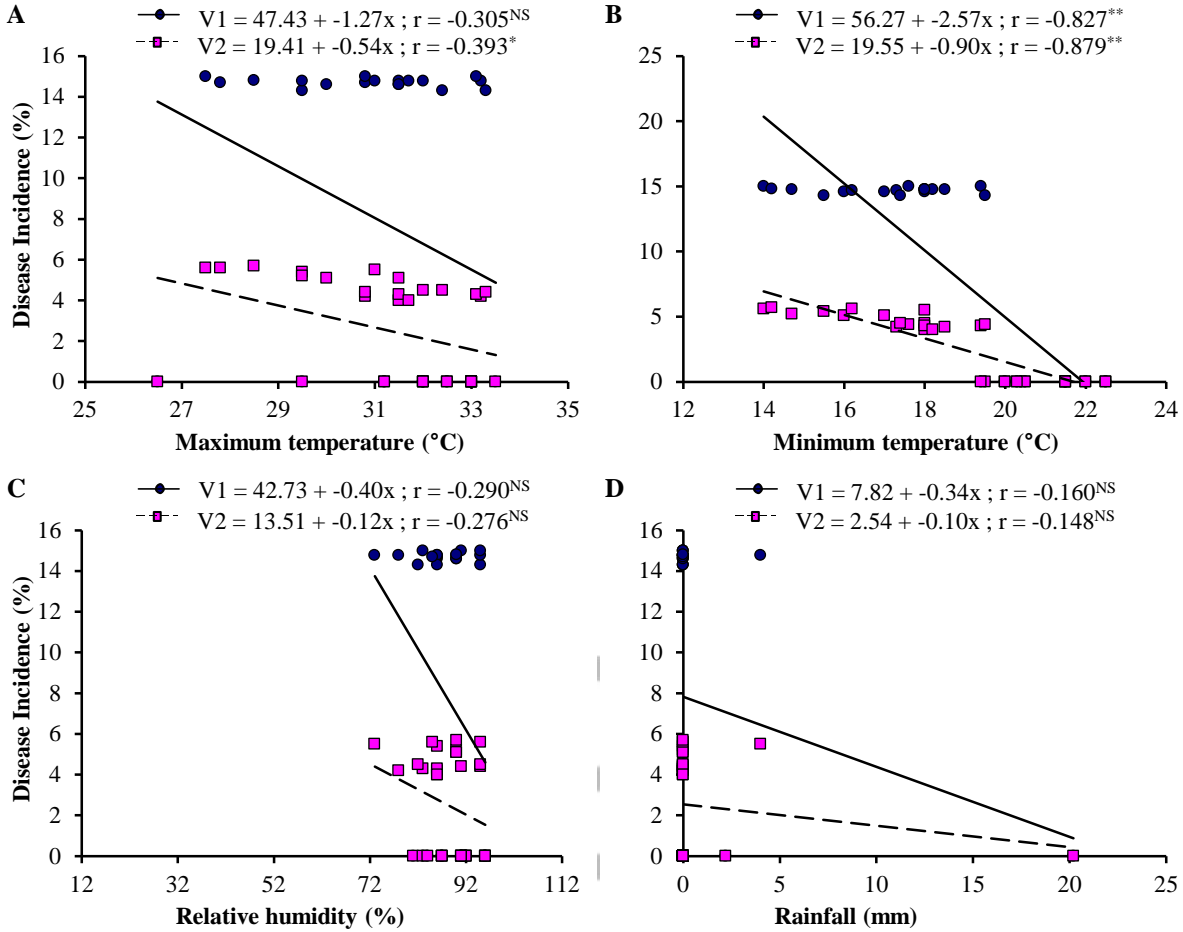 A
V1 = 47.43 + -1.27x ; r = -0.305NS
V2 = 19.41 + -0.54x ; r = -0.393*
16
14
12
10
8
6
4
2
0
25 27 29 31 33 35
Disease Incidence (%)
Maximum temperature (°C)
B
V1 = 56.27 + -2.57x ; r = -0.827**
V2 = 19.55 + -0.90x ; r = -0.879**
25
20
15
10
5
0
12 14 16 18 20 22 24
Minimum temperature (°C)
C
V1 = 42.73 + -0.40x ; r = -0.290NS
V2 = 13.51 + -0.12x ; r = -0.276NS
16
14
12
10
8
6
4
2
0
12 32 52 72 92 112
Disease Incidence (%)
Relative humidity (%)
D
V1 = 7.82 + -0.34x ; r = -0.160NS
V2 = 2.54 + -0.10x ; r = -0.148NS
16
14
12
10
8
6
4
2
0
0 5 10 15 20 25
Rainfall (mm)